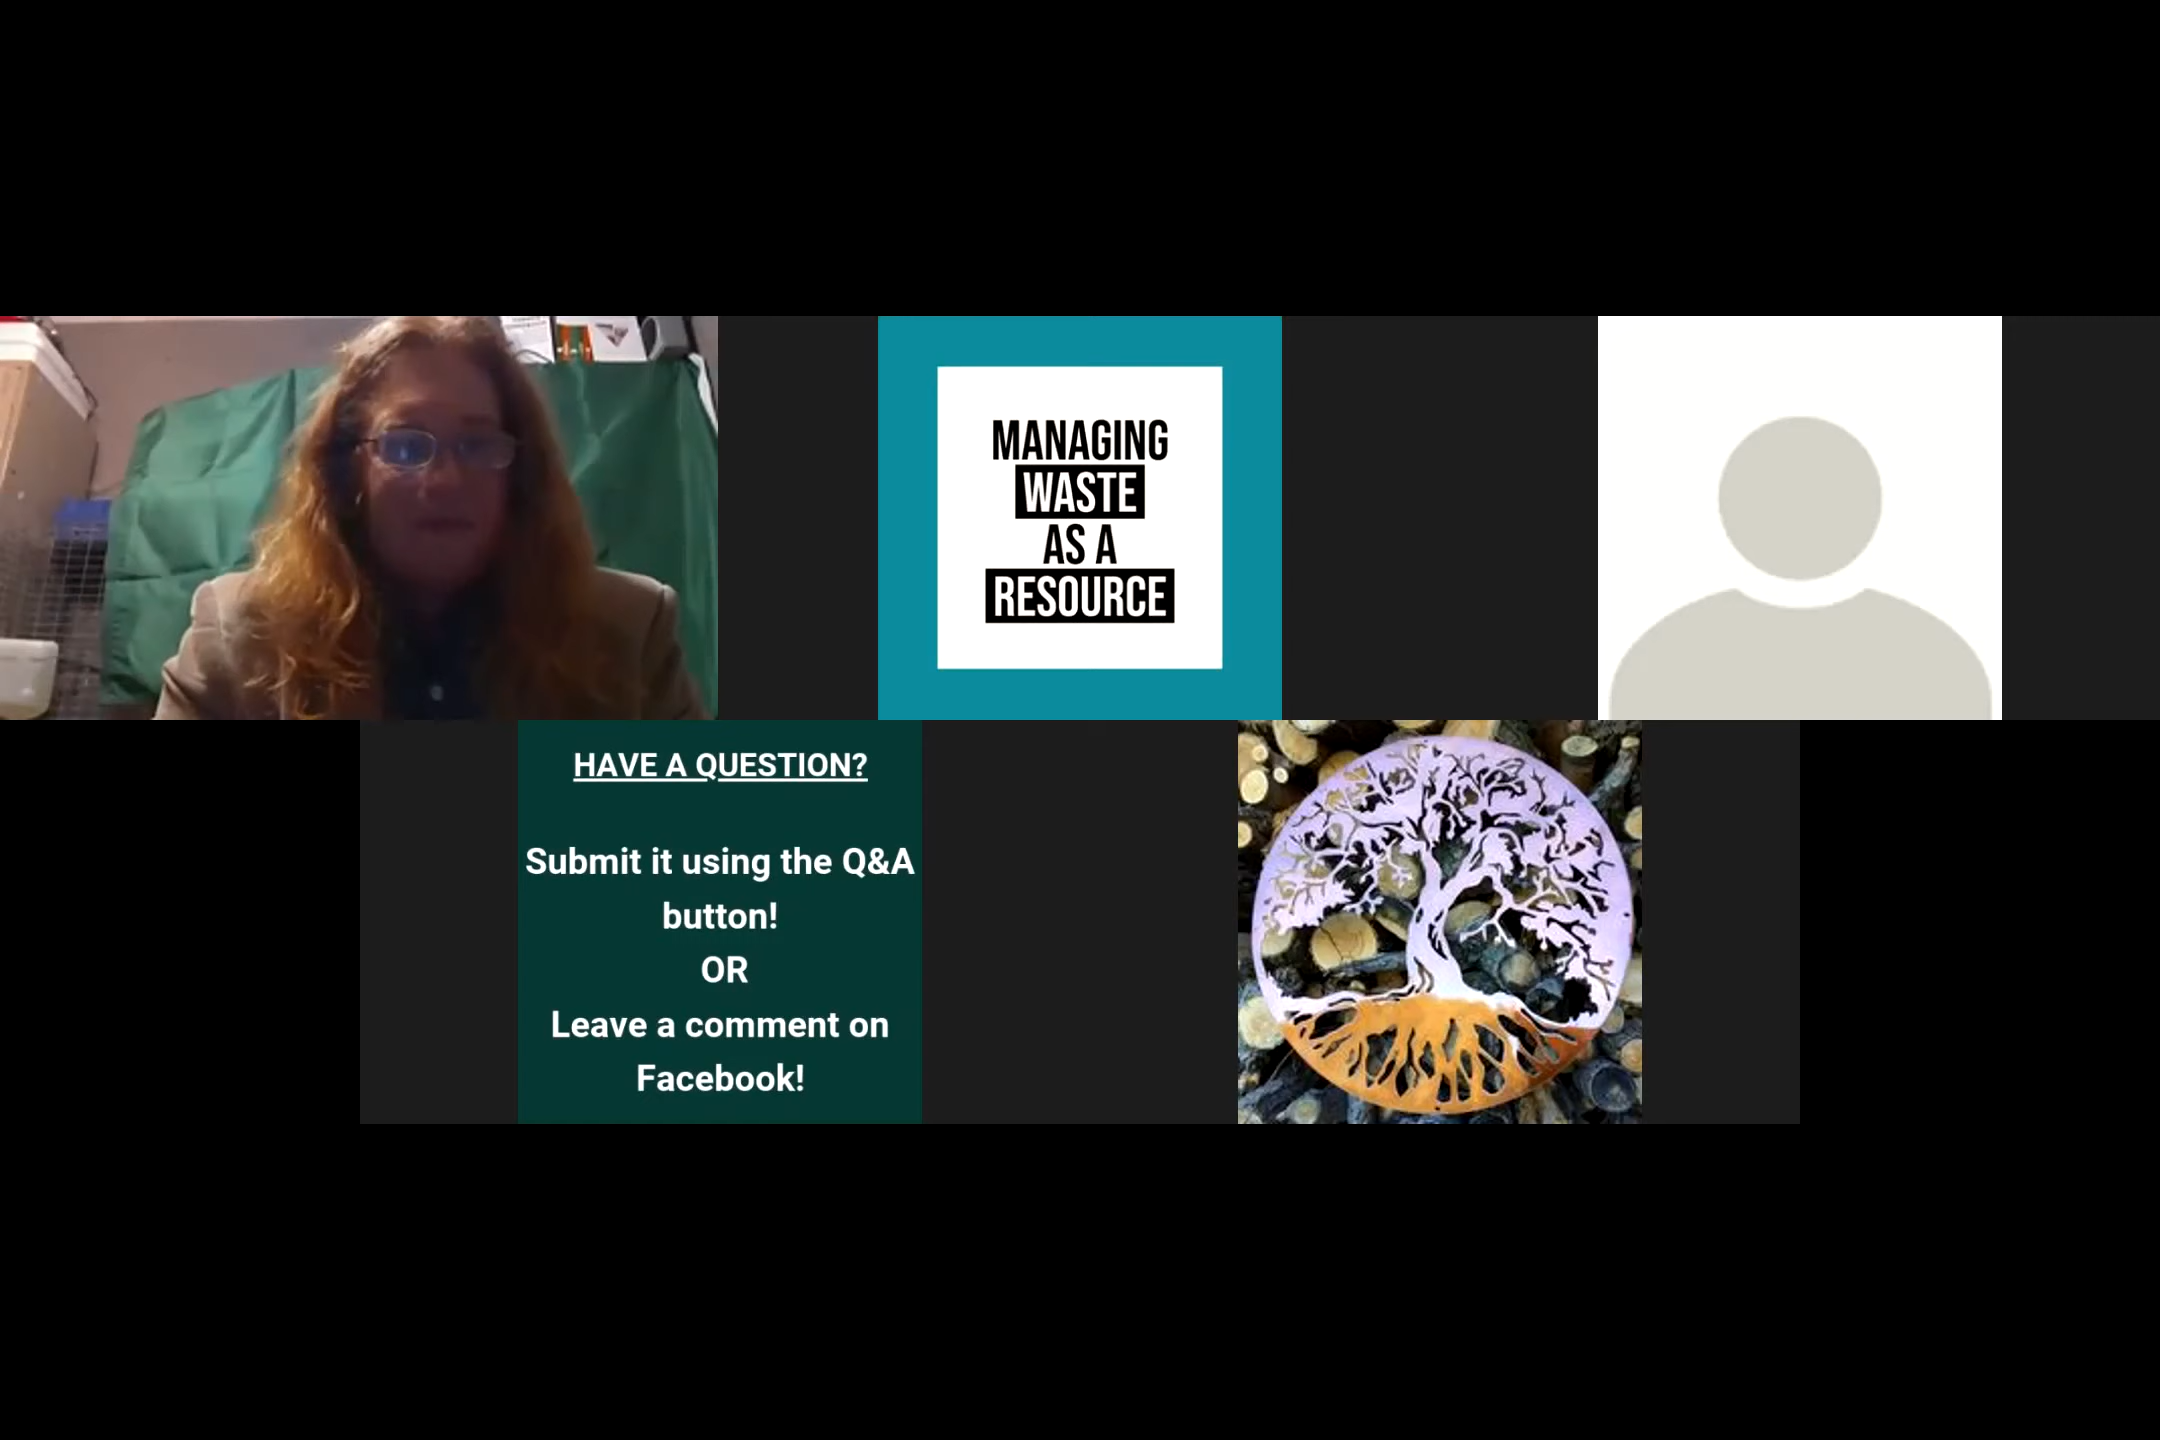 MANAGING
WASTE
AS A
RESOURCE
HAVE A QUESTION?
Submit it using the Q&A
button!
OR
Leave a comment on
Facebook!